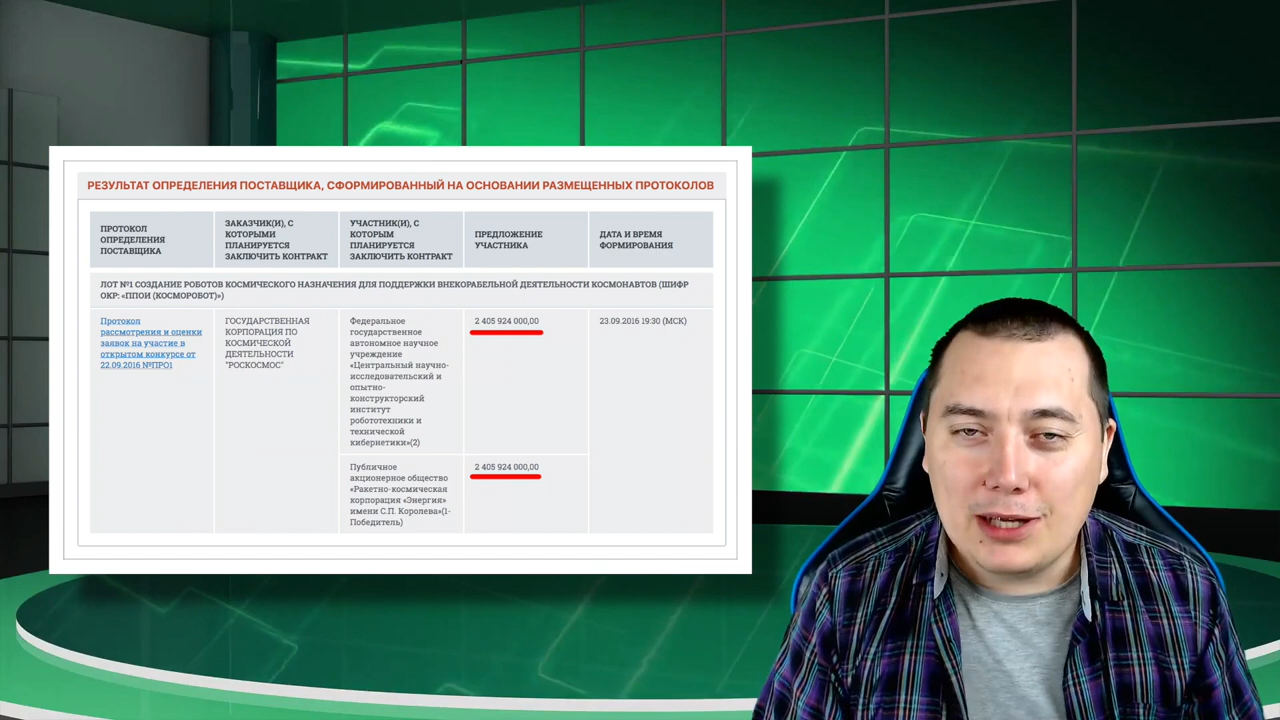 РЕЗУЛЬТАТ ОПРЕДЕЛЕНИЯ ПОСТАВЩИКА, СФОРМИРОВАННЫЙ НА ОСНОВАНИИ РАЗМЕЩЕННЫХ ПРОТОКОЛОВ
ПРОТОКОЛ
ОПРЕДЕЛЕНИЯ
ПОСТАВЩИКА
ЗАКАЗЧИК(И), С
КОТОРЫМИ
ПЛАНИРУЕТСЯ
ЗАКЛЮЧИТЬ КОНТРАКТ
УЧАСТНИК(И), С
КОТОРЫМ
ПЛАНИРУЕТСЯ
ЗАКЛЮЧИТЬ КОНТРАКТ
ПРЕДЛОЖЕНИЕ
УЧАСТНИКА
ДАТА И ВРЕМЯ
ФОРМИРОВАНИЯ
ЛОТ №1 СОЗДАНИЕ РОБОТОВ КОСМИЧЕСКОГО НАЗНАЧЕНИЯ ДЛЯ ПОДДЕРЖКИ ВНЕКОРАБЕЛЬНОЙ ДЕЯТЕЛЬНОСТИ КОСМОНАВТОВ (ШИФР
ОКР: «ППОИ (КОСМОРОБОТ)»)
Протокол
рассмотрения и оценки
заявок на участие в
открытом конкурсе от
22.09.2016 №ПРО1
ГОСУДАРСТВЕННАЯ
КОРПОРАЦИЯ ПО
КОСМИЧЕСКОЙ
ДЕЯТЕЛЬНОСТИ
"РОСКОСМОС"
Федеральное
государственное
автономное научное
учреждение
«Центральный научно-
исследовательский и
опытно-
конструкторский
институт
робототехники и
технической
кибернетики»(2)
2 405 924 000,00
23.09.2016 19:30 (МСК)
Публичное
акционерное общество
«Ракетно-космическая
корпорация «Энергия»
имени С.П. Королева»(1-
Победитель)
2 405 924 000,00